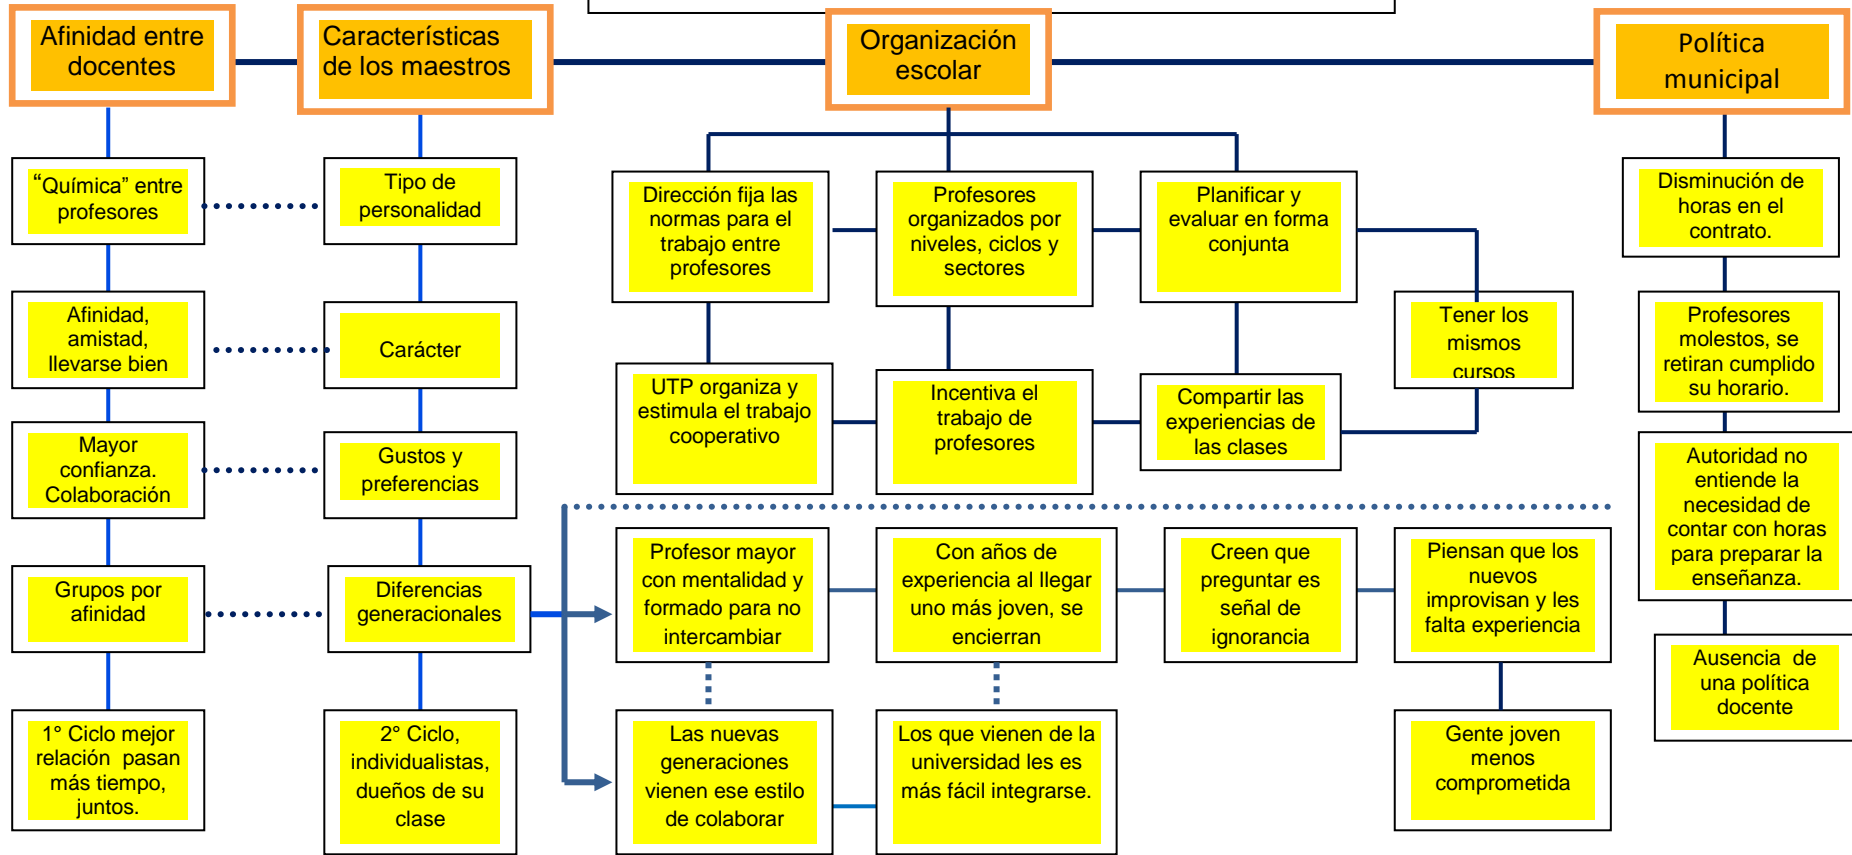 Afinidad entre
docentes
Características
de los maestros
Organización
escolar
Política
municipal
“Química” entre
profesores
Tipo de
personalidad
Dirección fija las
normas para el
trabajo entre
profesores
Profesores
organizados por
niveles, ciclos y
sectores
Planificar y
evaluar en forma
conjunta
Disminución de
horas en el
contrato.
Afinidad,
amistad,
llevarse bien
Carácter
Tener los
mismos
cursos
Profesores
molestos, se
retiran cumplido
su horario.
UTP organiza y
estimula el trabajo
cooperativo
Incentiva el
trabajo de
profesores
Compartir las
experiencias de
las clases
Mayor
confianza.
Colaboración
Gustos y
preferencias
Autoridad no
entiende la
necesidad de
contar con horas
para preparar la
enseñanza.
Grupos por
afinidad
Diferencias
generacionales
Profesor mayor
con mentalidad y
formado para no
intercambiar
Con años de
experiencia al llegar
uno más joven, se
encierran
Creen que
preguntar es
señal de
ignorancia
Piensan que los
nuevos
improvisan y les
falta experiencia
Ausencia de
una política
docente
1° Ciclo mejor
relación pasan
más tiempo,
juntos.
2° Ciclo,
individualistas,
dueños de su
clase
Las nuevas
generaciones
vienen ese estilo
de colaborar
Los que vienen de la
universidad les es
más fácil integrarse.
Gente joven
menos
comprometida